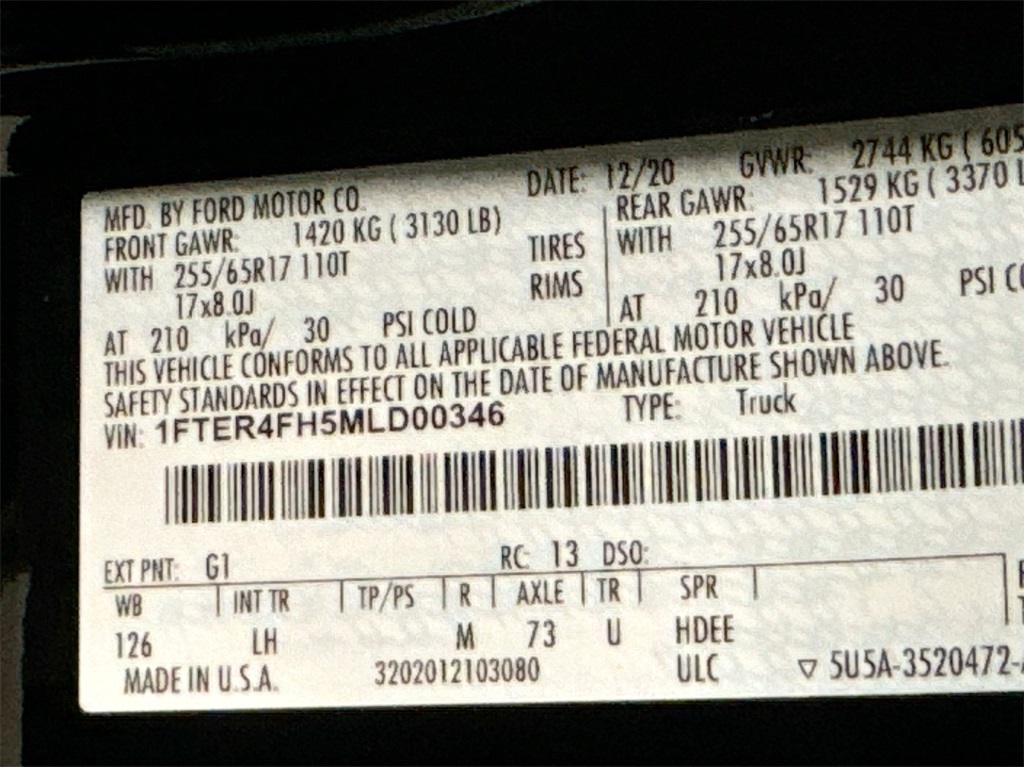 MFD. BY FORD MOTOR CO. DATE: 12/20 GVWR: 2744 KG ( 605
FRONT GAWR: 1420 KG ( 3130 LB) REAR GAWR: 1529 KG ( 3370 L
WITH 255/65R17 110T TIRES WITH 255/65R17 110T
17x8.0J RIMS 17x8.0J
AT 210 kPa/ 30 PSI COLD AT 210 kPa/ 30 PSI CO
THIS VEHICLE CONFORMS TO ALL APPLICABLE FEDERAL MOTOR VEHICLE
SAFETY STANDARDS IN EFFECT ON THE DATE OF MANUFACTURE SHOWN ABOVE.
VIN: 1FTER4FH5MLD00346 TYPE: Truck
EXT PNT: G1 RC: 13 DSO:
WB INT TR TP/PS R AXLE TR SPR
126 LH M 73 U HDEE
MADE IN U.S.A. 3202012103080 ULC ▽ 5U5A-3520472-